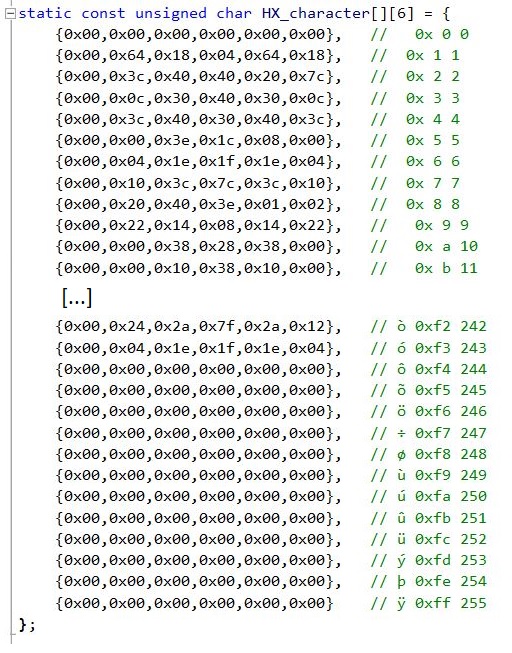 static const unsigned char HX_character[][6] = {
{0x00,0x00,0x00,0x00,0x00,0x00}, // 0x 0 0
{0x00,0x64,0x18,0x04,0x64,0x18}, // 0x 1 1
{0x00,0x3c,0x40,0x40,0x20,0x7c}, // 0x 2 2
{0x00,0x0c,0x30,0x40,0x30,0x0c}, // 0x 3 3
{0x00,0x3c,0x40,0x30,0x40,0x3c}, // 0x 4 4
{0x00,0x00,0x3e,0x1c,0x08,0x00}, // 0x 5 5
{0x00,0x04,0x1e,0x1f,0x1e,0x04}, // 0x 6 6
{0x00,0x10,0x3c,0x7c,0x3c,0x10}, // 0x 7 7
{0x00,0x20,0x40,0x3e,0x01,0x02}, // 0x 8 8
{0x00,0x22,0x14,0x08,0x14,0x22}, // 0x 9 9
{0x00,0x00,0x38,0x28,0x38,0x00}, // 0x a 10
{0x00,0x00,0x10,0x38,0x10,0x00}, // 0x b 11
[...]
{0x00,0x24,0x2a,0x7f,0x2a,0x12}, // ò 0xf2 242
{0x00,0x04,0x1e,0x1f,0x1e,0x04}, // ó 0xf3 243
{0x00,0x00,0x00,0x00,0x00,0x00}, // ô 0xf4 244
{0x00,0x00,0x00,0x00,0x00,0x00}, // õ 0xf5 245
{0x00,0x00,0x00,0x00,0x00,0x00}, // ö 0xf6 246
{0x00,0x00,0x00,0x00,0x00,0x00}, // ÷ 0xf7 247
{0x00,0x00,0x00,0x00,0x00,0x00}, // ø 0xf8 248
{0x00,0x00,0x00,0x00,0x00,0x00}, // ù 0xf9 249
{0x00,0x00,0x00,0x00,0x00,0x00}, // ú 0xfa 250
{0x00,0x00,0x00,0x00,0x00,0x00}, // û 0xfb 251
{0x00,0x00,0x00,0x00,0x00,0x00}, // ü 0xfc 252
{0x00,0x00,0x00,0x00,0x00,0x00}, // ý 0xfd 253
{0x00,0x00,0x00,0x00,0x00,0x00}, // þ 0xfe 254
{0x00,0x00,0x00,0x00,0x00,0x00} // ÿ 0xff 255
};